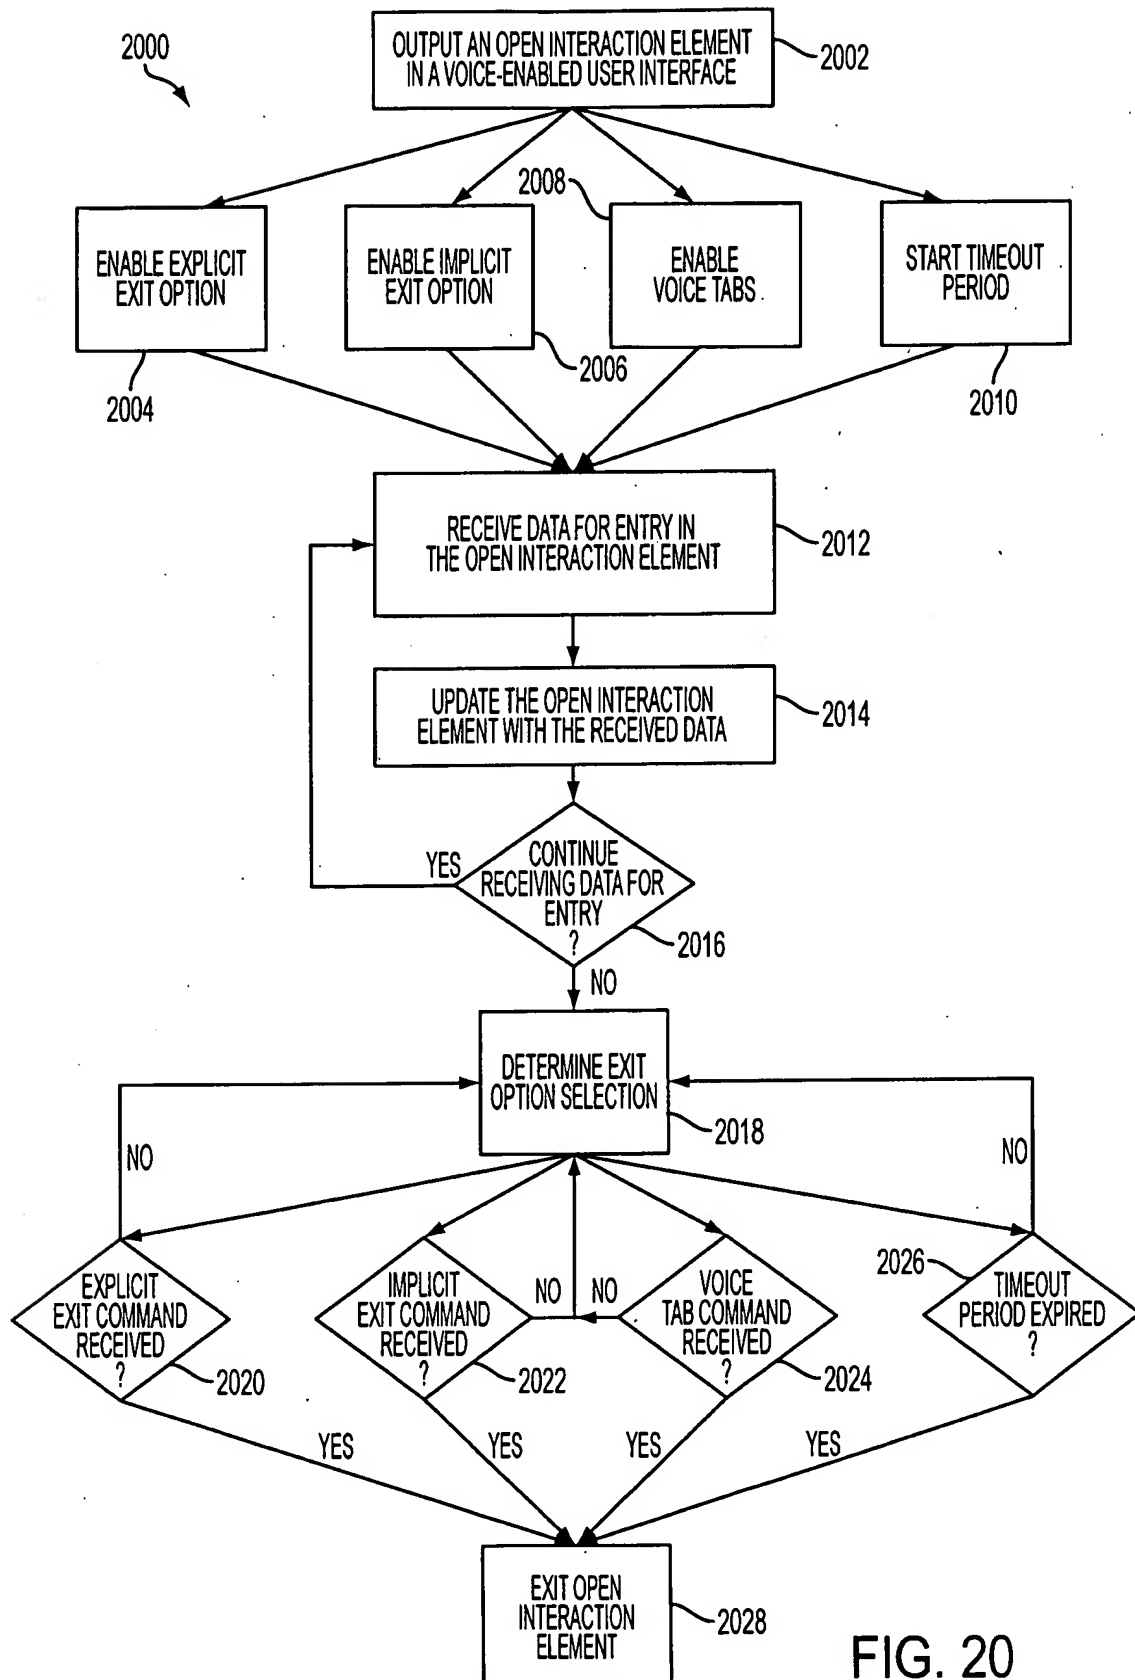 2000
OUTPUT AN OPEN INTERACTION ELEMENT
IN A VOICE-ENABLED USER INTERFACE
2002
ENABLE EXPLICIT
EXIT OPTION
2004
ENABLE IMPLICIT
EXIT OPTION
2006
2008
ENABLE
VOICE TABS
START TIMEOUT
PERIOD
2010
RECEIVE DATA FOR ENTRY IN
THE OPEN INTERACTION ELEMENT
2012
UPDATE THE OPEN INTERACTION
ELEMENT WITH THE RECEIVED DATA
2014
YES
CONTINUE
RECEIVING DATA FOR
ENTRY
?
2016
NO
DETERMINE EXIT
OPTION SELECTION
2018
NO
NO
EXPLICIT
EXIT COMMAND
RECEIVED
?
2020
IMPLICIT
EXIT COMMAND
RECEIVED
?
2022
NO
NO
VOICE
TAB COMMAND
RECEIVED
?
2024
2026
TIMEOUT
PERIOD EXPIRED
?
YES
YES
YES
YES
EXIT OPEN
INTERACTION
ELEMENT
2028
FIG. 20